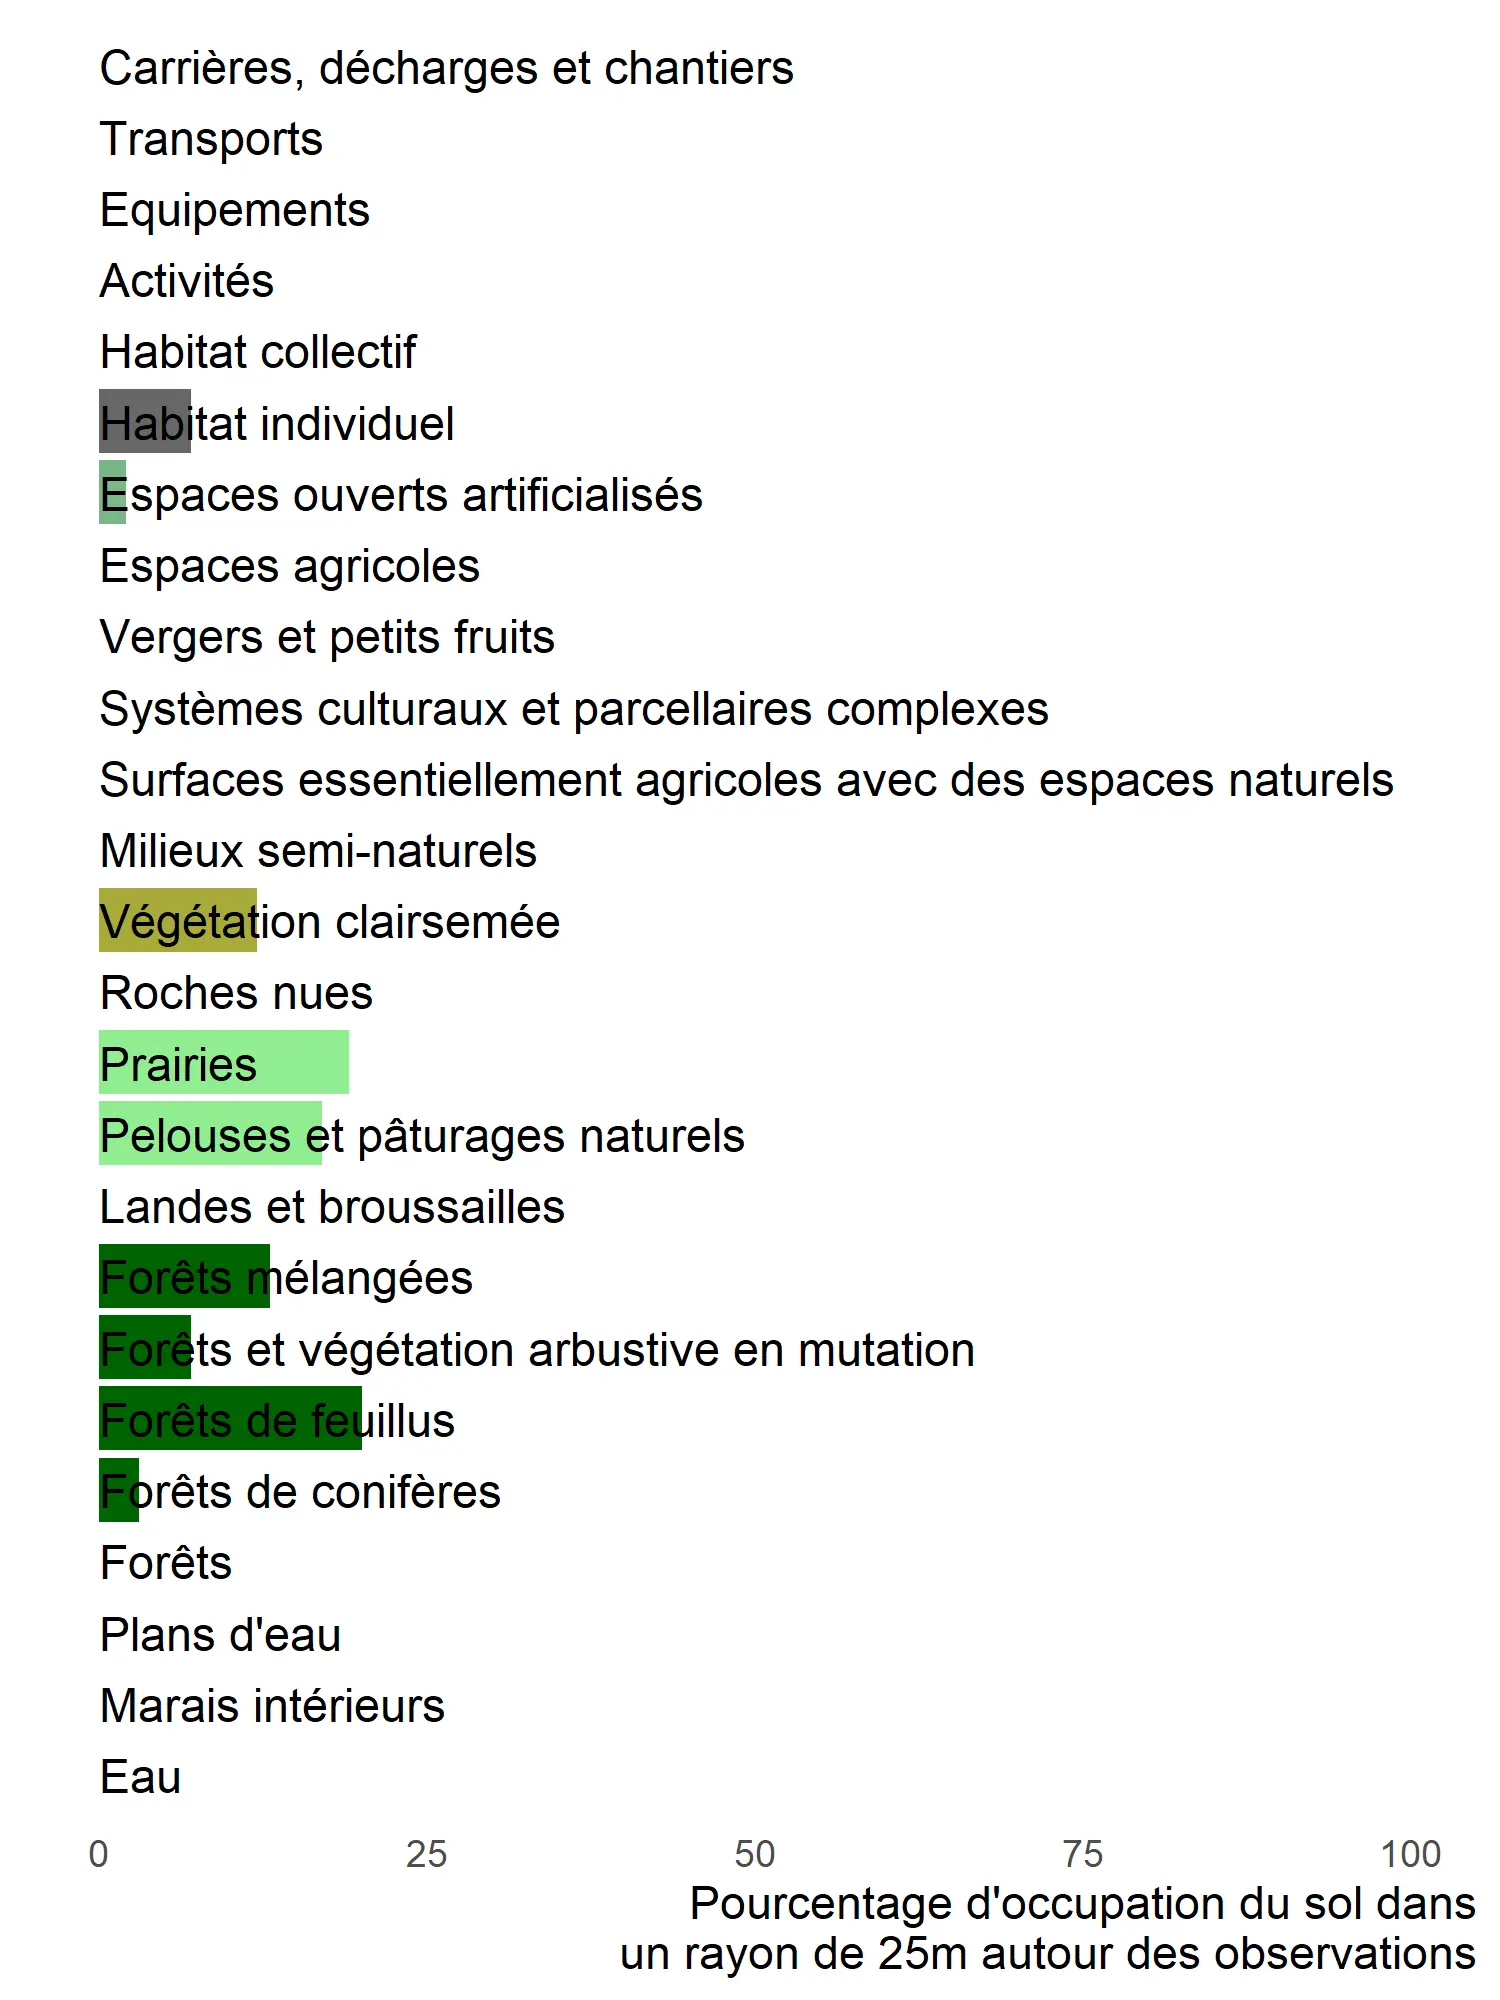 Carrières, décharges et chantiers
Transports
Equipements
Activités
Habitat collectif
Habitat individuel
Espaces ouverts artificialisés
Espaces agricoles
Vergers et petits fruits
Systèmes culturaux et parcellaires complexes
Surfaces essentiellement agricoles avec des espaces naturels
Milieux semi-naturels
Végétation clairsemée
Roches nues
Prairies
Pelouses et pâturages naturels
Landes et broussailles
Forêts mélangées
Forêts et végétation arbustive en mutation
Forêts de feuillus
Forêts de conifères
Forêts
Plans d'eau
Marais intérieurs
Eau
0 25 50 75 100
Pourcentage d'occupation du sol dans
un rayon de 25m autour des observations